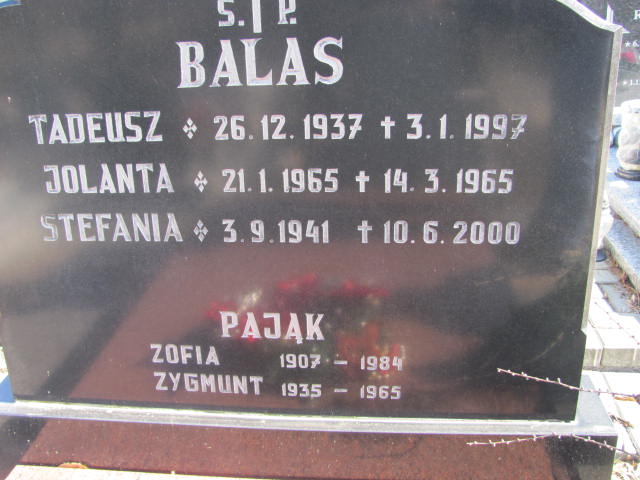 S. † P.
BALAS
TADEUSZ 26.12.1937 † 3.1.1997
JOLANTA 21.1.1965 † 14.3.1965
STEFANIA 3.9.1941 † 10.6.2000
PAJĄK
ZOFIA 1907 - 1984
ZYGMUNT 1935 - 1965